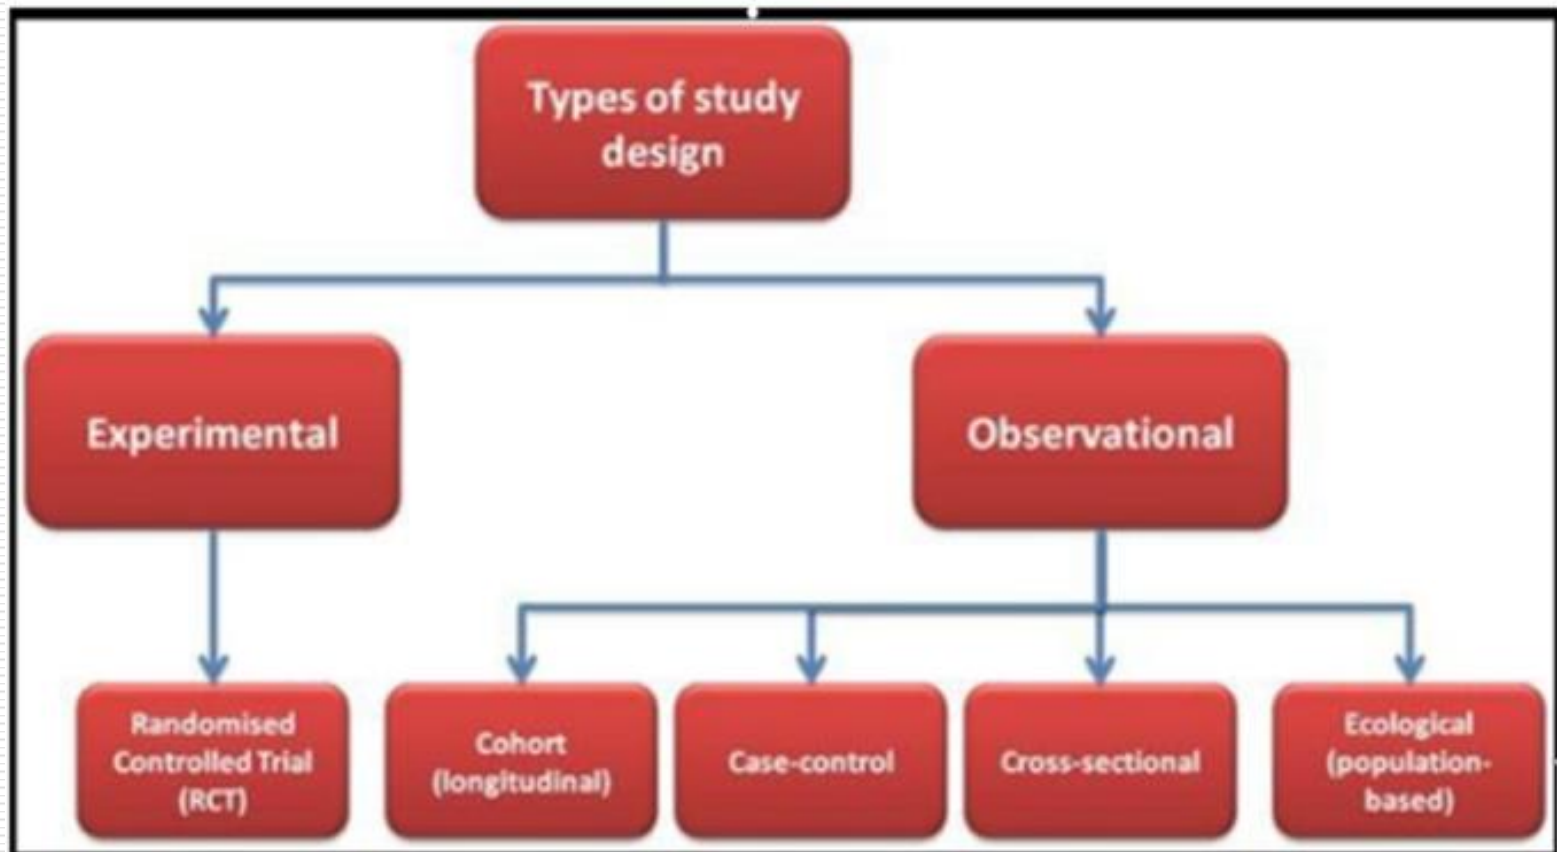 Types of study
design
Experimental
Observational
Randomised
Controlled Trial
(RCT)
Cohort
(longitudinal)
Case-control
Cross-sectional
Ecological
(population-
based)